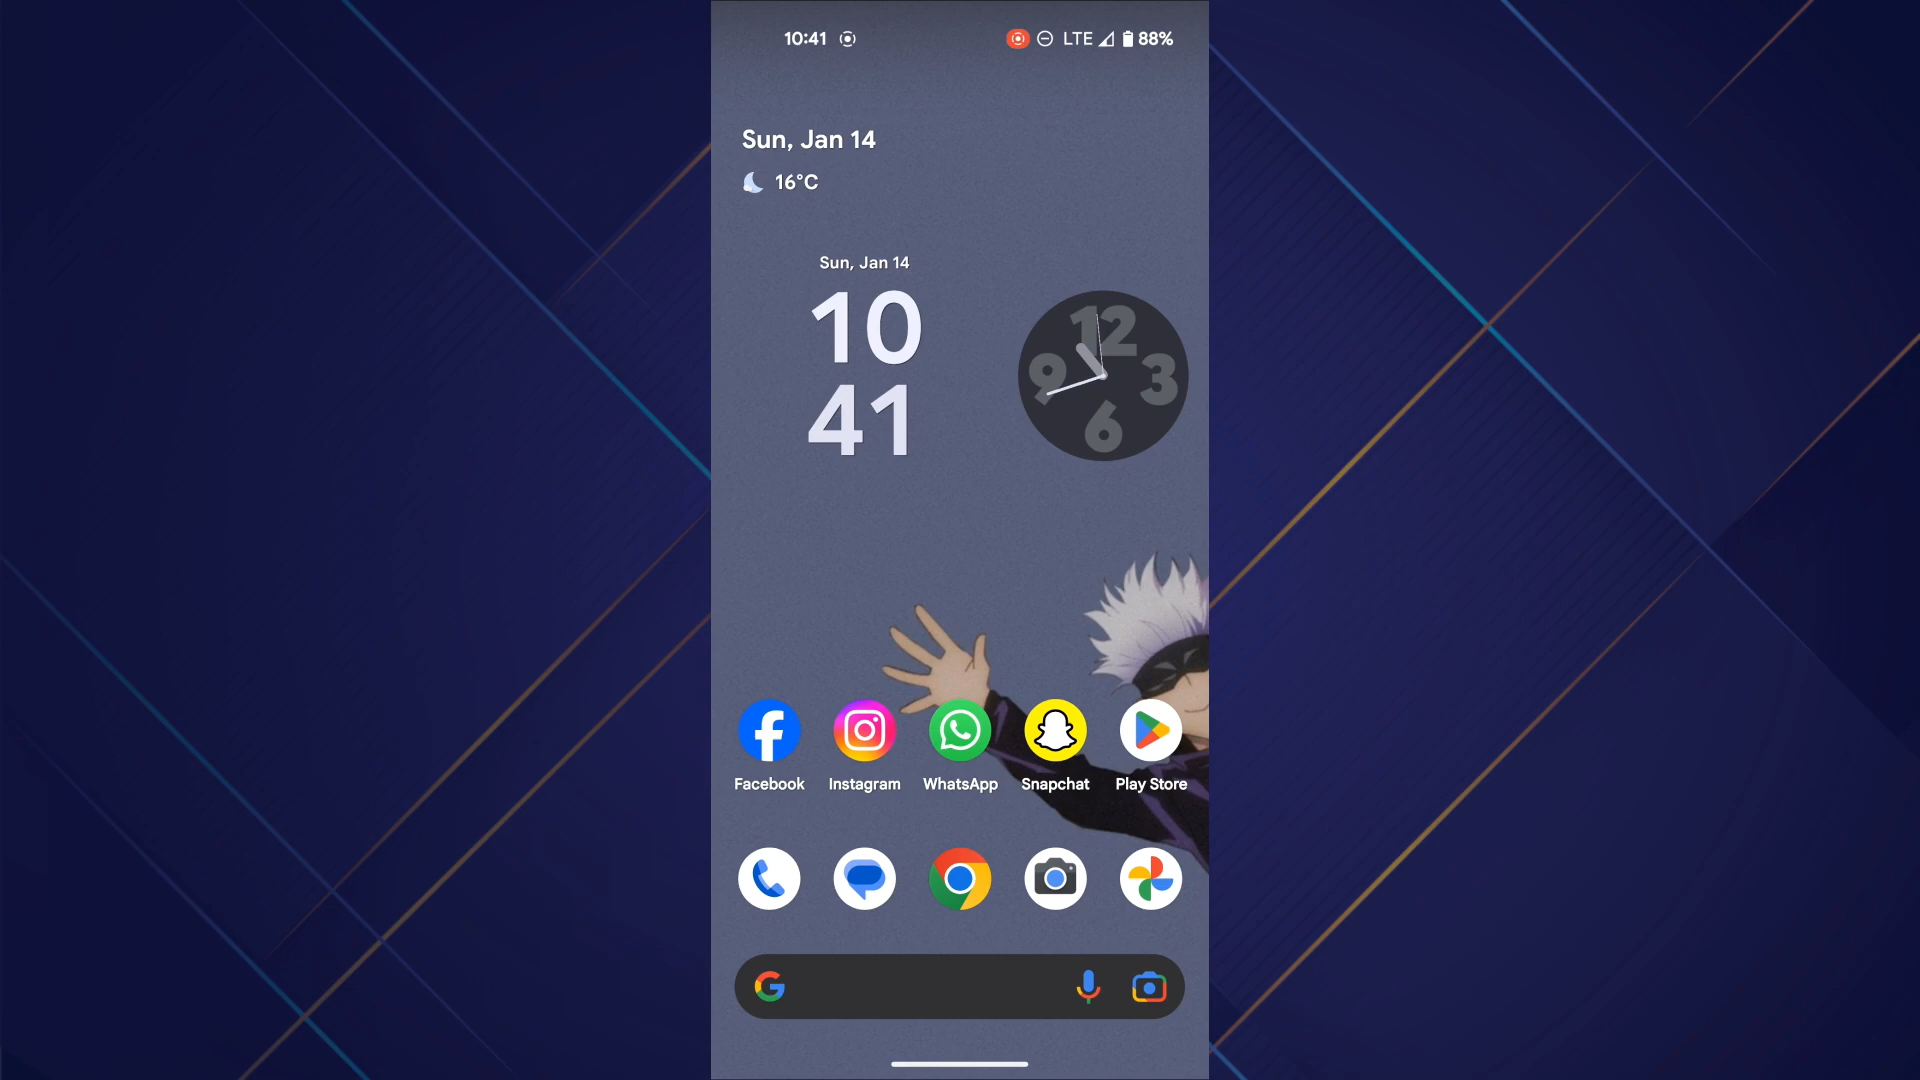 10:41 LTE 88%
Sun, Jan 14
16°C
Sun, Jan 14
10
41
12
9 3
6
Facebook Instagram WhatsApp Snapchat Play Store